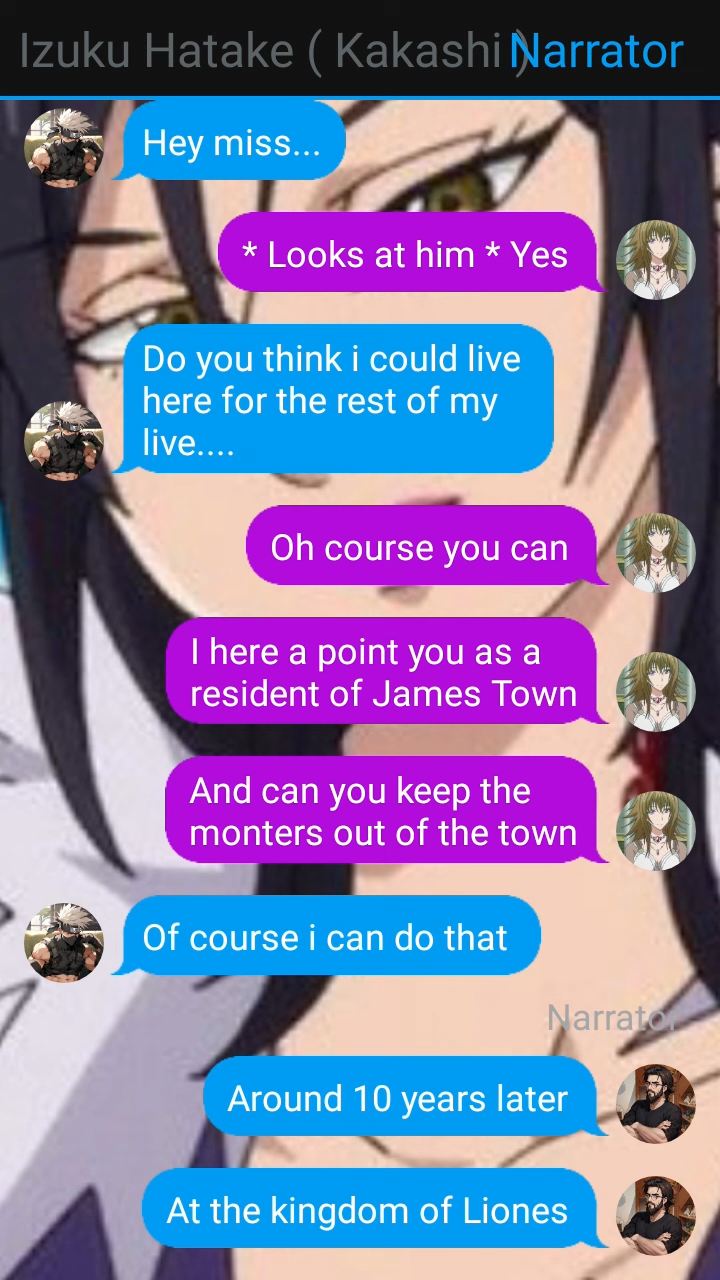 Izuku Hatake ( Kakashi )
Narrator
Hey miss...
* Looks at him * Yes
Do you think i could live
here for the rest of my
live....
Oh course you can
I here a point you as a
resident of James Town
And can you keep the
monters out of the town
Of course i can do that
Narrator
Around 10 years later
At the kingdom of Liones